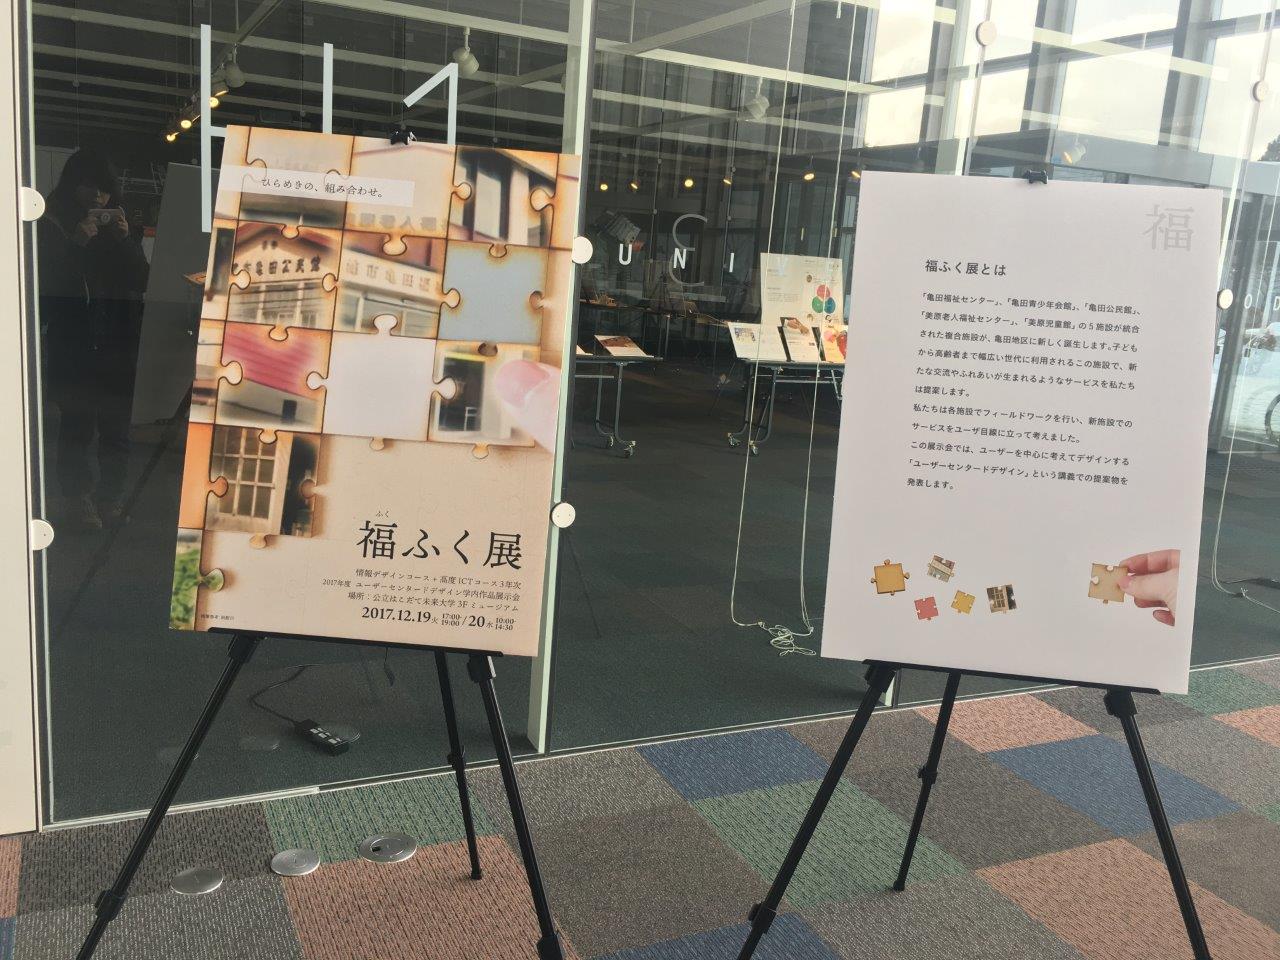 H1
ひらめきの、組み合わせ。
亀田公民館
ふく
福ふく展
情報デザインコース + 高度ICTコース3年次
2017年度 ユーザーセンタードデザイン学内作品展示会
場所：公立はこだて未来大学 3F ミュージアム
2017.12.19火 17:00-19:00 / 20水 10:00-14:30
UNI
福
福ふく展とは
「亀田福祉センター」、「亀田青少年会館」、「亀田公民館」、
「美原老人福祉センター」、「美原児童館」の５施設が統合
された複合施設が、亀田地区に新しく誕生します。子ども
から高齢者まで幅広い世代に利用されるこの施設で、新
たな交流やふれあいが生まれるようなサービスを私たち
は提案します。
私たちは各施設でフィールドワークを行い、新施設での
サービスをユーザ目線に立って考えました。
この展示会では、ユーザーを中心に考えてデザインする
「ユーザーセンタードデザイン」という講義での提案物を
発表します。